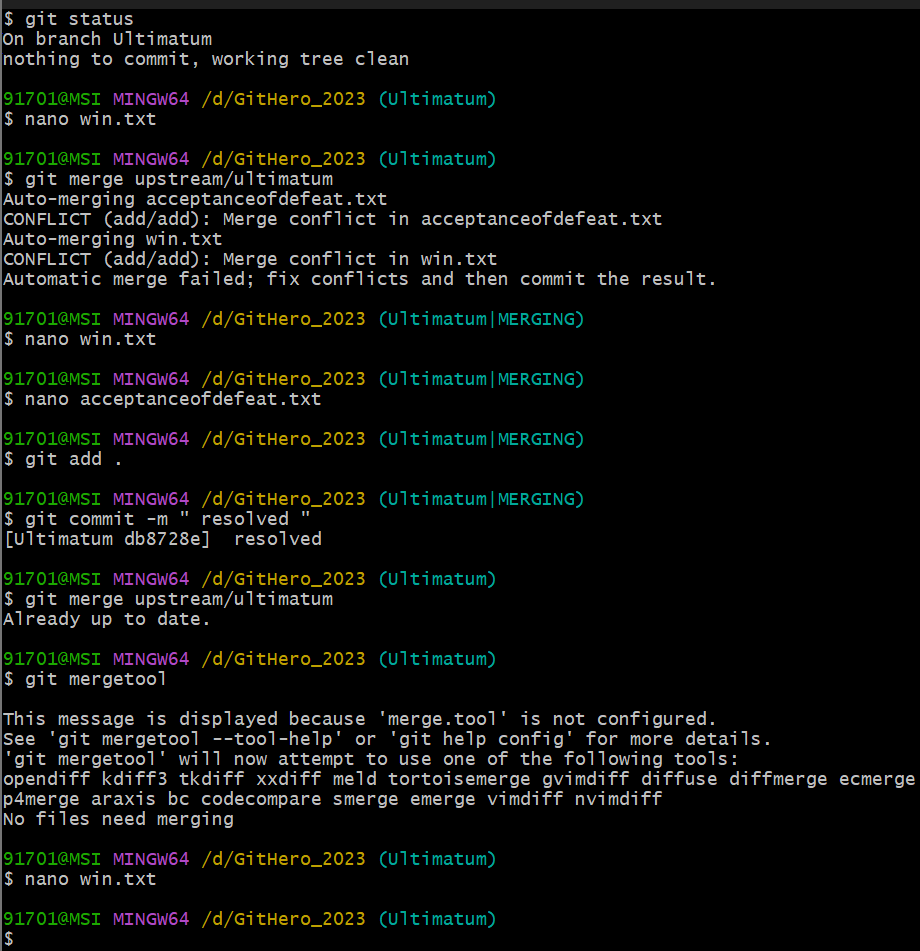 $ git status
On branch Ultimatum
nothing to commit, working tree clean
91701@MSI MINGW64 /d/GitHero_2023 (Ultimatum)
$ nano win.txt
91701@MSI MINGW64 /d/GitHero_2023 (Ultimatum)
$ git merge upstream/ultimatum
Auto-merging acceptanceofdefeat.txt
CONFLICT (add/add): Merge conflict in acceptanceofdefeat.txt
Auto-merging win.txt
CONFLICT (add/add): Merge conflict in win.txt
Automatic merge failed; fix conflicts and then commit the result.
91701@MSI MINGW64 /d/GitHero_2023 (Ultimatum|MERGING)
$ nano win.txt
91701@MSI MINGW64 /d/GitHero_2023 (Ultimatum|MERGING)
$ nano acceptanceofdefeat.txt
91701@MSI MINGW64 /d/GitHero_2023 (Ultimatum|MERGING)
$ git add .
91701@MSI MINGW64 /d/GitHero_2023 (Ultimatum|MERGING)
$ git commit -m " resolved "
[Ultimatum db8728e]  resolved
91701@MSI MINGW64 /d/GitHero_2023 (Ultimatum)
$ git merge upstream/ultimatum
Already up to date.
91701@MSI MINGW64 /d/GitHero_2023 (Ultimatum)
$ git mergetool
This message is displayed because 'merge.tool' is not configured.
See 'git mergetool --tool-help' or 'git help config' for more details.
'git mergetool' will now attempt to use one of the following tools:
opendiff kdiff3 tkdiff xxdiff meld tortoisemerge gvimdiff diffuse diffmerge ecmerge
p4merge araxis bc codecompare smerge emerge vimdiff nvimdiff
No files need merging
91701@MSI MINGW64 /d/GitHero_2023 (Ultimatum)
$ nano win.txt
91701@MSI MINGW64 /d/GitHero_2023 (Ultimatum)
$